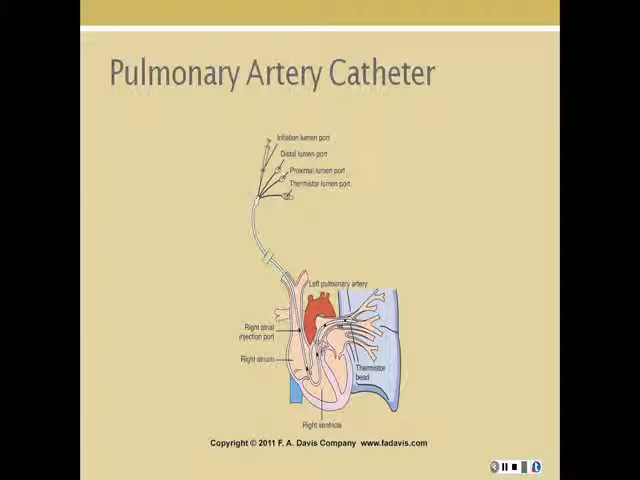 Pulmonary Artery Catheter
Inflation lumen port
Distal lumen port
Proximal lumen port
Thermistor lumen port
Left pulmonary artery
Right atrial
injection port
Right atrium
Thermistor
bead
Right ventricle
Copyright © 2011 F. A. Davis Company www.fadavis.com